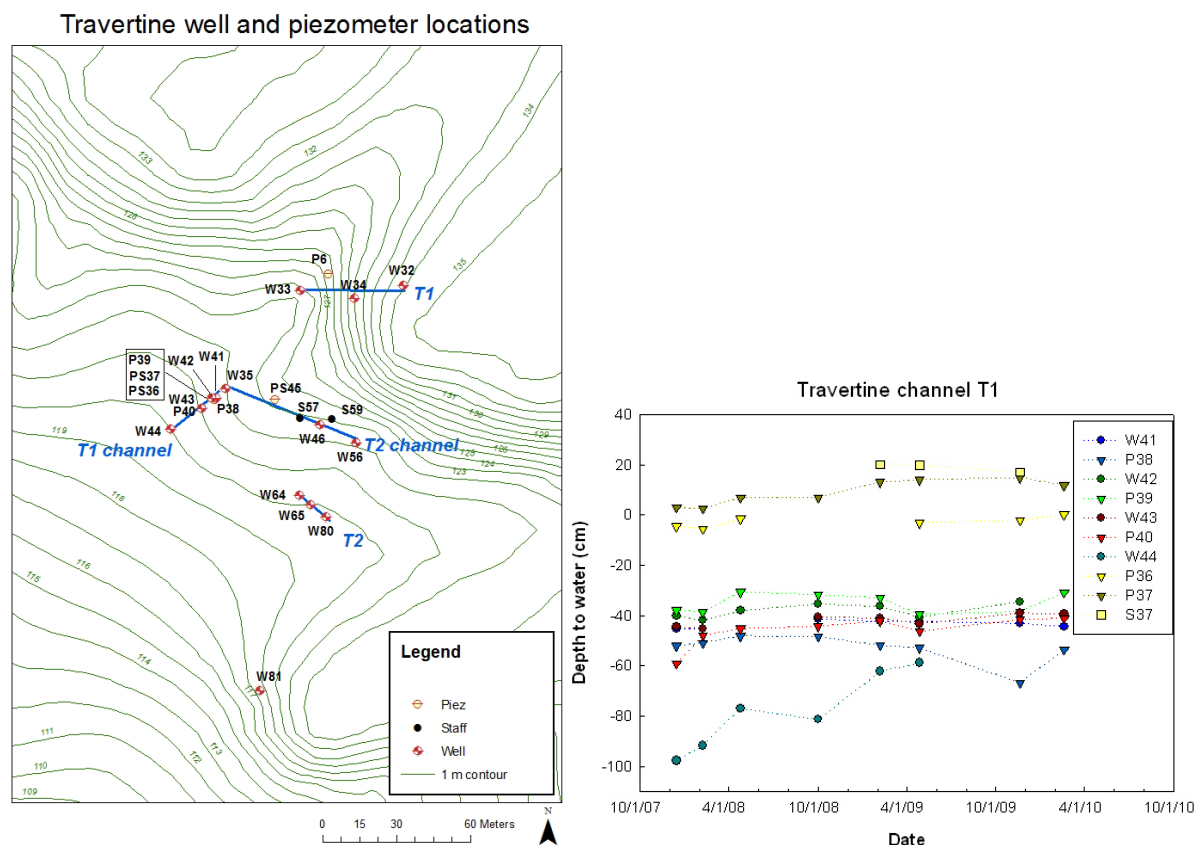 Travertine well and piezometer locations
134
133
132
128
135
P6
W32
W33
W34
T1
127
P39
PS37
PS36
W42
W41
W35
W43
P40
P38
PS45
S57
S59
131
130
129
W44
W46
T1 channel
T2 channel
119
W56
126
125
124
123
118
W64
W65
W80
T2
116
115
114
W81
117
113
112
111
110
109
Legend
Piez
Staff
Well
1 m contour
N
0 15 30 60 Meters
Travertine channel T1
Depth to water (cm)
40
20
0
-20
-40
-60
-80
-100
W41
P38
W42
P39
W43
P40
W44
P36
P37
S37
10/1/07 4/1/08 10/1/08 4/1/09 10/1/09 4/1/10 10/1/10
Date